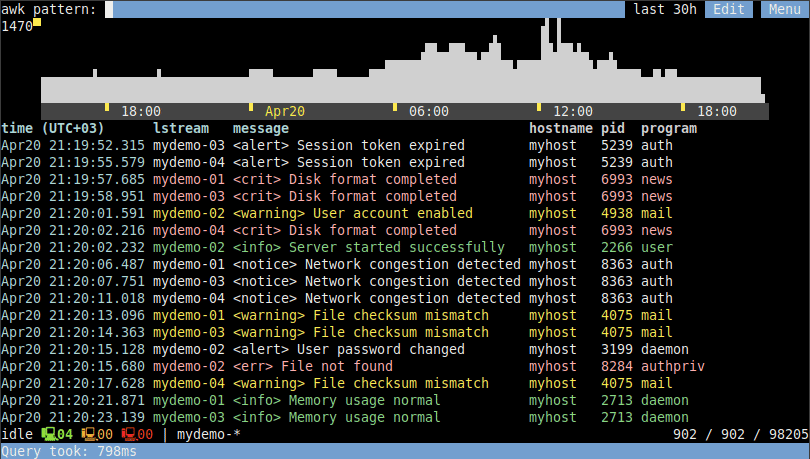 awk pattern: last 30h Edit Menu
1470
18:00 Apr20 06:00 12:00 18:00
time (UTC+03) lstream message hostname pid program
Apr20 21:19:52.315 mydemo-03 <alert> Session token expired myhost 5239 auth
Apr20 21:19:55.579 mydemo-04 <alert> Session token expired myhost 5239 auth
Apr20 21:19:57.685 mydemo-01 <crit> Disk format completed myhost 6993 news
Apr20 21:19:58.951 mydemo-03 <crit> Disk format completed myhost 6993 news
Apr20 21:20:01.591 mydemo-02 <warning> User account enabled myhost 4938 mail
Apr20 21:20:02.216 mydemo-04 <crit> Disk format completed myhost 6993 news
Apr20 21:20:02.232 mydemo-02 <info> Server started successfully myhost 2266 user
Apr20 21:20:06.487 mydemo-01 <notice> Network congestion detected myhost 8363 auth
Apr20 21:20:07.751 mydemo-03 <notice> Network congestion detected myhost 8363 auth
Apr20 21:20:11.018 mydemo-04 <notice> Network congestion detected myhost 8363 auth
Apr20 21:20:13.096 mydemo-01 <warning> File checksum mismatch myhost 4075 mail
Apr20 21:20:14.363 mydemo-03 <warning> File checksum mismatch myhost 4075 mail
Apr20 21:20:15.128 mydemo-02 <alert> User password changed myhost 3199 daemon
Apr20 21:20:15.680 mydemo-02 <err> File not found myhost 8284 authpriv
Apr20 21:20:17.628 mydemo-04 <warning> File checksum mismatch myhost 4075 mail
Apr20 21:20:21.871 mydemo-01 <info> Memory usage normal myhost 2713 daemon
Apr20 21:20:23.139 mydemo-03 <info> Memory usage normal myhost 2713 daemon
idle 04 00 00 | mydemo-* 902 / 902 / 98205
Query took: 798ms